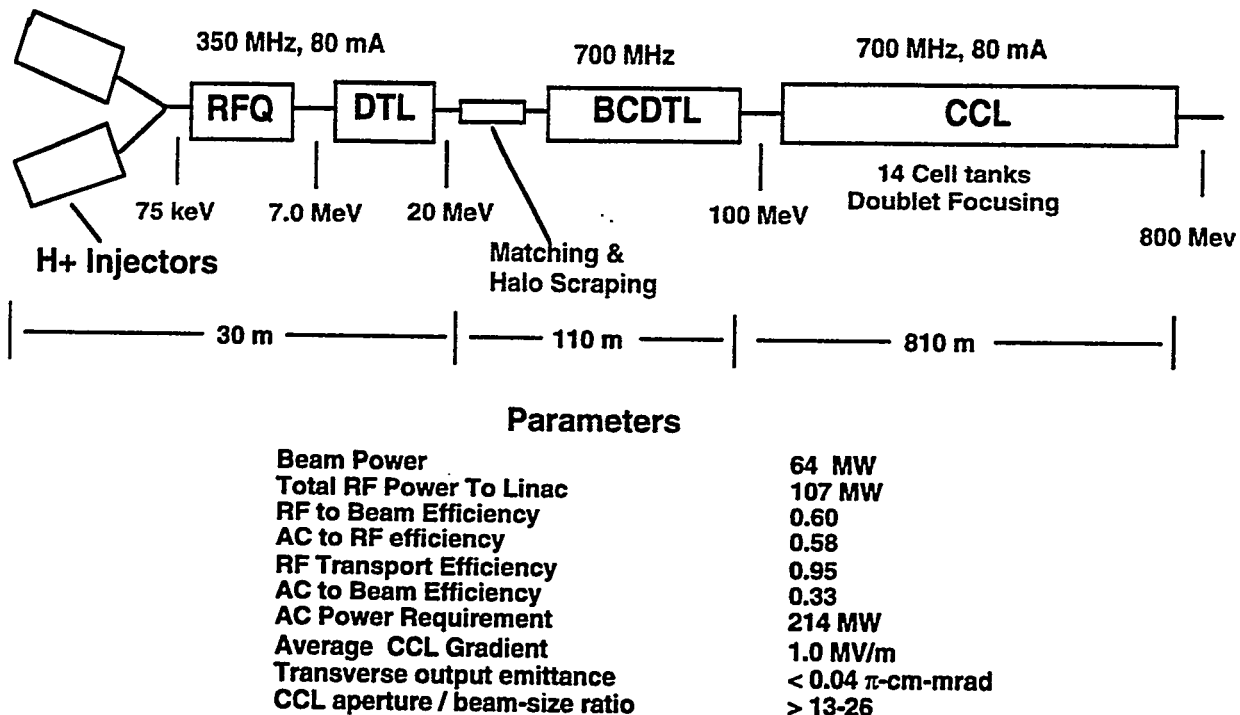 350 MHz, 80 mA
700 MHz
700 MHz, 80 mA
RFQ
DTL
BCDTL
CCL
14 Cell tanks
Doublet Focusing
75 keV
7.0 MeV
20 MeV
100 MeV
800 Mev
H+ Injectors
Matching &
Halo Scraping
30 m
110 m
810 m
Parameters
Beam Power 64 MW
Total RF Power To Linac 107 MW
RF to Beam Efficiency 0.60
AC to RF efficiency 0.58
RF Transport Efficiency 0.95
AC to Beam Efficiency 0.33
AC Power Requirement 214 MW
Average CCL Gradient 1.0 MV/m
Transverse output emittance < 0.04 π-cm-mrad
CCL aperture / beam-size ratio > 13-26